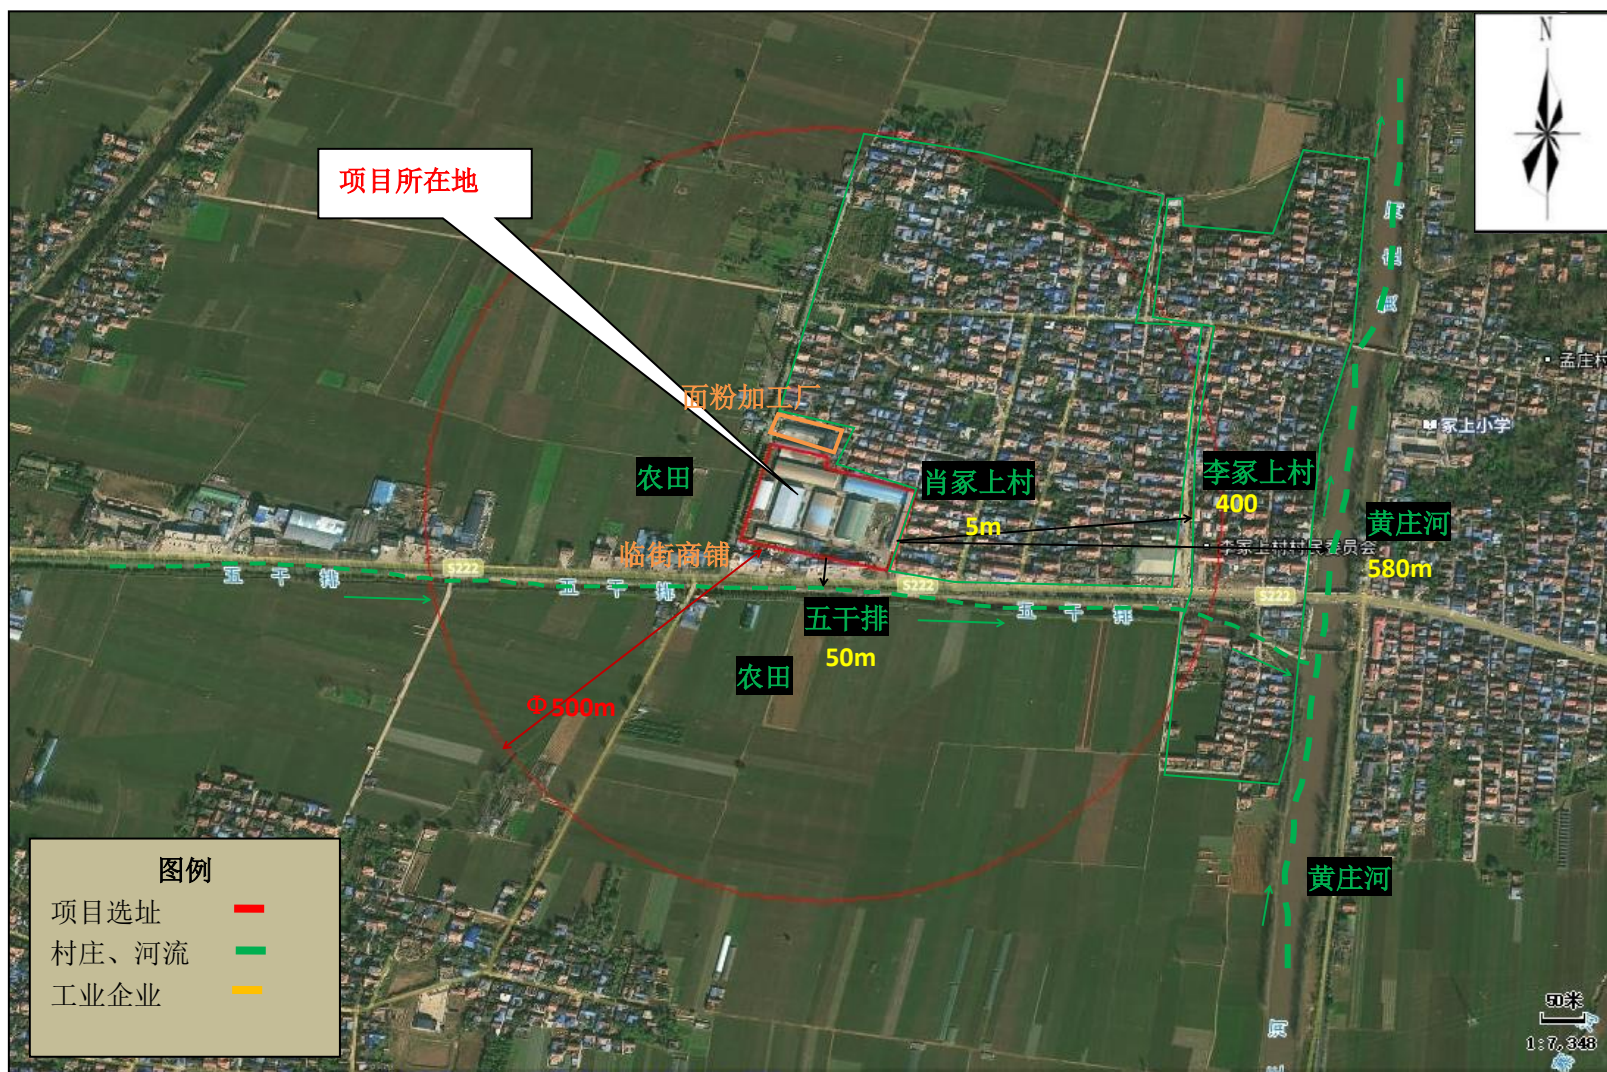 N
项目所在地
面粉加工厂
孟庄村
冢上小学
农田
肖冢上村
李冢上村
400
5m
黄庄河
李冢上村村民委员会
临街商铺
580m
S222
S222
S222
五干排
五干排
五干排
五干排
50m
农田
Φ500m
黄庄河
图例
项目选址
村庄、河流
工业企业
50米
1:7,348